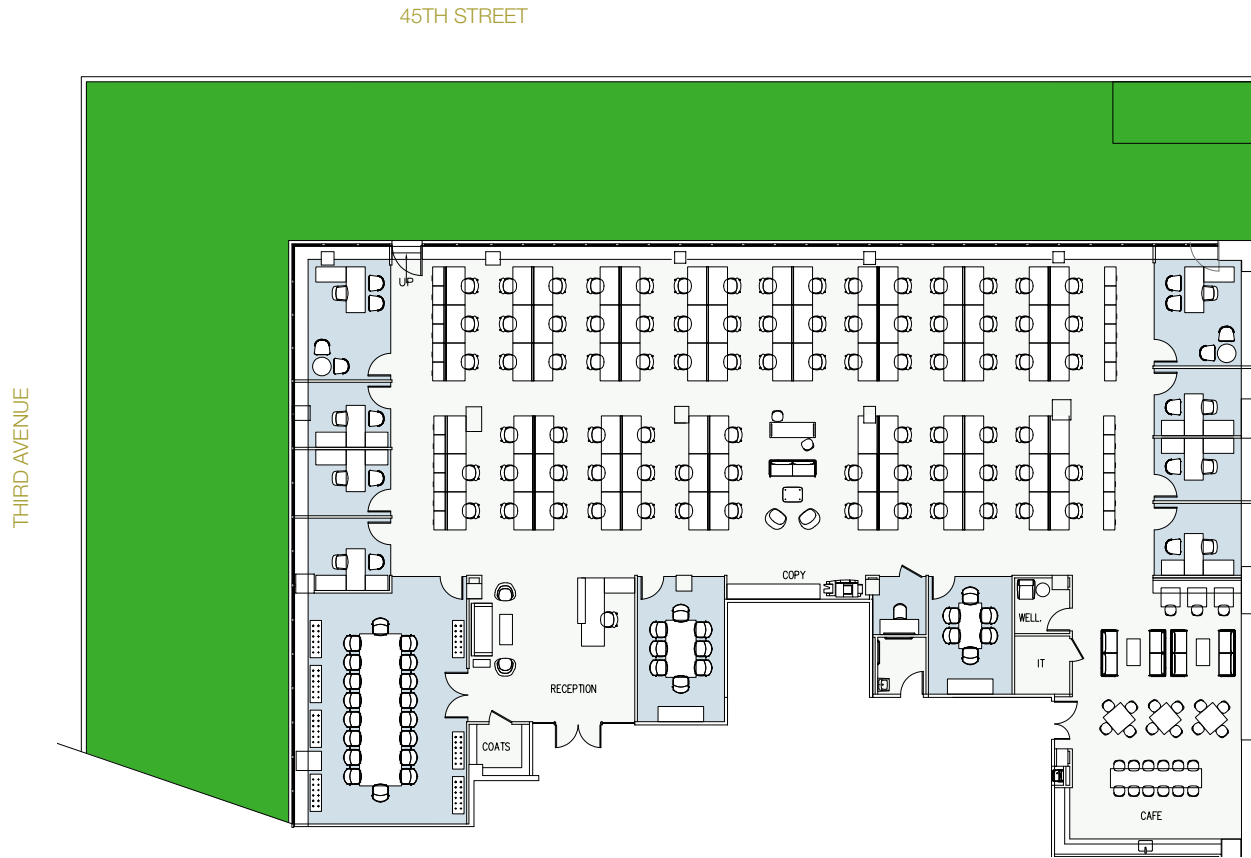 45TH STREET
UP
THIRD AVENUE
COPY
WELL.
IT
RECEPTION
COATS
CAFE